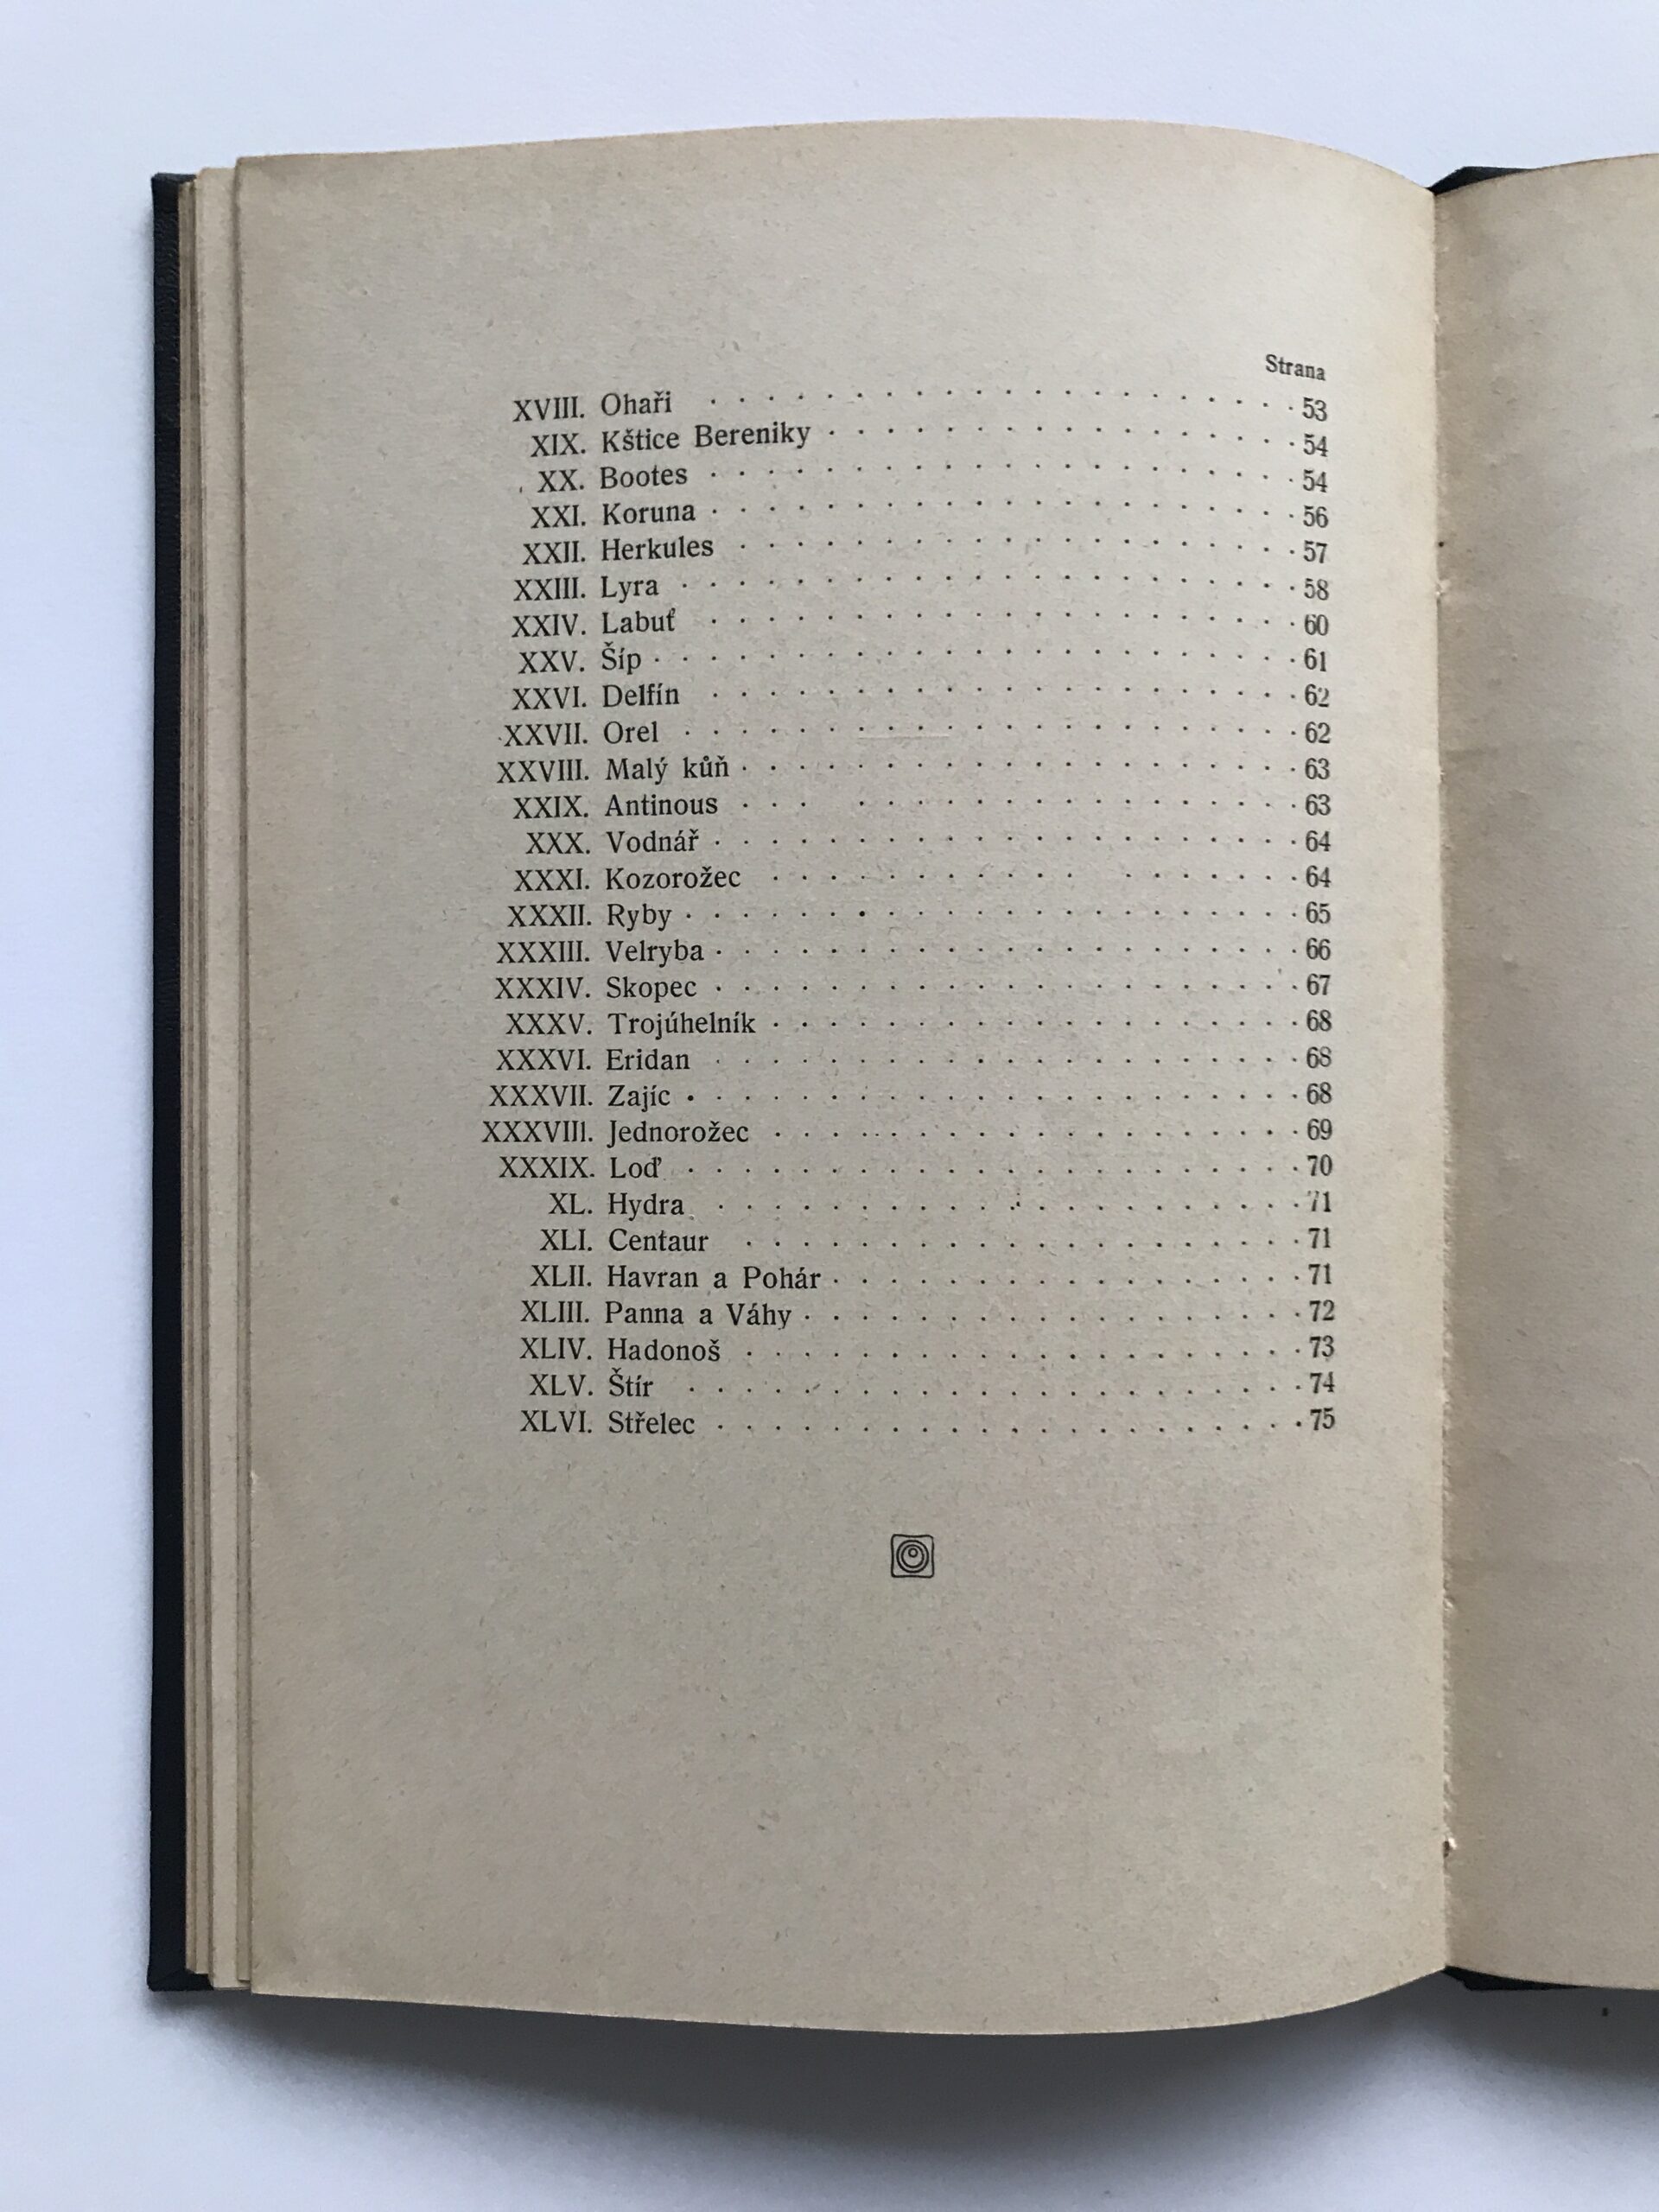 Strana
XVIII. Ohaři . . . . . . . . . . . . . . . . . . . . 53
XIX. Kštice Bereniky . . . . . . . . . . . . . . . . 54
XX. Bootes . . . . . . . . . . . . . . . . . . . . 54
XXI. Koruna . . . . . . . . . . . . . . . . . . . . 56
XXII. Herkules . . . . . . . . . . . . . . . . . . . 57
XXIII. Lyra . . . . . . . . . . . . . . . . . . . . . 58
XXIV. Labuť . . . . . . . . . . . . . . . . . . . . 60
XXV. Šíp . . . . . . . . . . . . . . . . . . . . . . 61
XXVI. Delfín . . . . . . . . . . . . . . . . . . . . 62
XXVII. Orel . . . . . . . . . . . . . . . . . . . . . 62
XXVIII. Malý kůň . . . . . . . . . . . . . . . . . . . 63
XXIX. Antinous . . . . . . . . . . . . . . . . . . . 63
XXX. Vodnář . . . . . . . . . . . . . . . . . . . . 64
XXXI. Kozorožec . . . . . . . . . . . . . . . . . . 64
XXXII. Ryby . . . . . . . . . . . . . . . . . . . . . 65
XXXIII. Velryba . . . . . . . . . . . . . . . . . . . . 66
XXXIV. Skopec . . . . . . . . . . . . . . . . . . . . 67
XXXV. Trojúhelník . . . . . . . . . . . . . . . . . . 68
XXXVI. Eridan . . . . . . . . . . . . . . . . . . . . 68
XXXVII. Zajíc . . . . . . . . . . . . . . . . . . . . . 68
XXXVIII. Jednorožec . . . . . . . . . . . . . . . . . . 69
XXXIX. Loď . . . . . . . . . . . . . . . . . . . . . 70
XL. Hydra . . . . . . . . . . . . . . . . . . . . 71
XLI. Centaur . . . . . . . . . . . . . . . . . . . 71
XLII. Havran a Pohár . . . . . . . . . . . . . . . . 71
XLIII. Panna a Váhy . . . . . . . . . . . . . . . . . 72
XLIV. Hadonoš . . . . . . . . . . . . . . . . . . . 73
XLV. Štír . . . . . . . . . . . . . . . . . . . . . 74
XLVI. Střelec . . . . . . . . . . . . . . . . . . . . 75